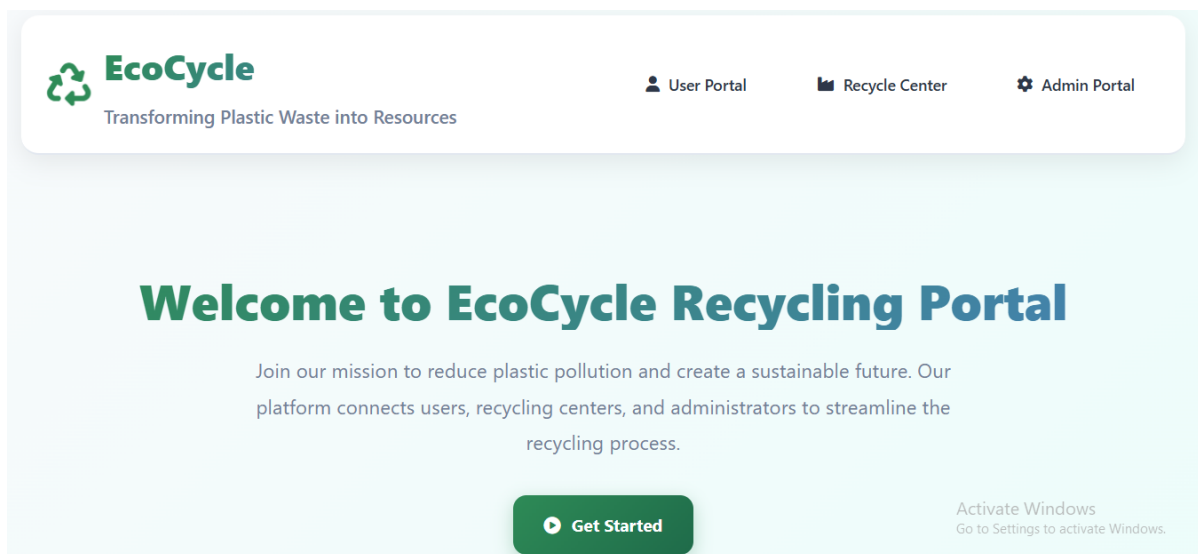 EcoCycle
Transforming Plastic Waste into Resources
User Portal
Recycle Center
Admin Portal
Welcome to EcoCycle Recycling Portal
Join our mission to reduce plastic pollution and create a sustainable future. Our
platform connects users, recycling centers, and administrators to streamline the
recycling process.
Get Started
Activate Windows
Go to Settings to activate Windows.